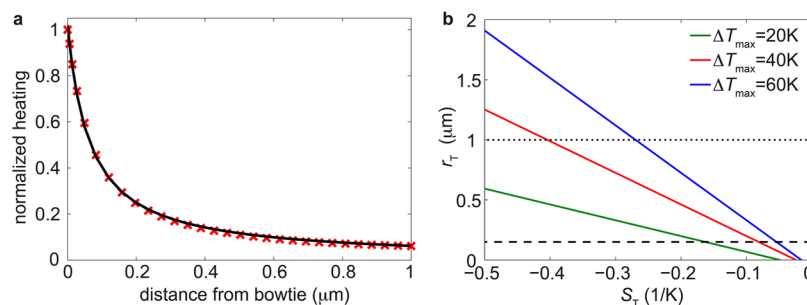 a
normalized heating
1
0.8
0.6
0.4
0.2
0
0
0.2
0.4
0.6
0.8
1
distance from bowtie (μm)
b
r_T (μm)
2
1.5
1
0.5
0
−0.5
−0.4
−0.3
−0.2
−0.1
0
S_T (1/K)
ΔT_max=20K
ΔT_max=40K
ΔT_max=60K